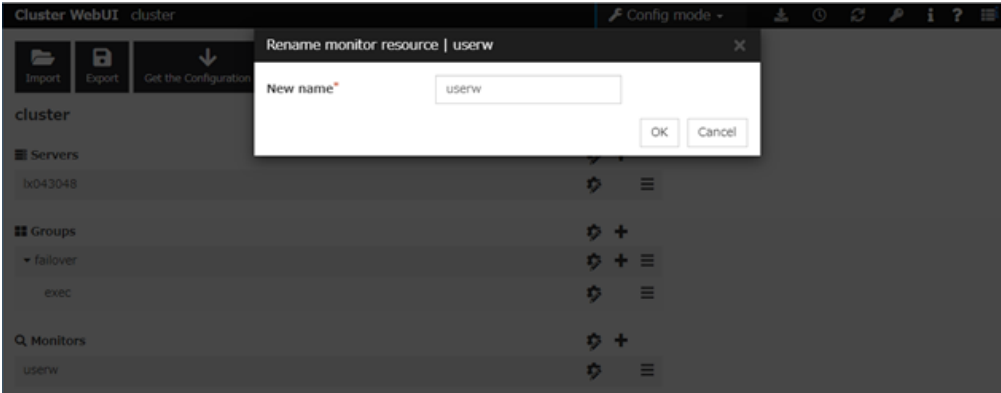 Cluster WebUI cluster Config mode
Rename monitor resource | userw
Import Export Get the Configuration
New name* userw
OK Cancel
cluster
Servers
lx043048
Groups
failover
exec
Monitors
userw